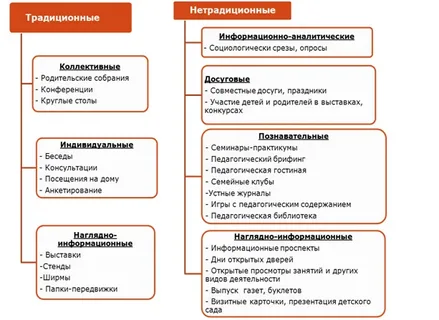 Традиционные
Коллективные
- Родительские собрания
- Конференции
- Круглые столы
Индивидуальные
- Беседы
- Консультации
- Посещения на дому
- Анкетирование
Наглядно-
информационные
- Выставки
-Стенды
- Ширмы
- Папки-передвижки
Нетрадиционные
Информационно-аналитические
- Социологически срезы, опросы
Досуговые
- Совместные досуги, праздники
- Участие детей и родителей в выставках,
конкурсах
Познавательные
- Семинары-практикумы
- Педагогический брифинг
- Педагогическая гостиная
- Семейные клубы
-Устные журналы
- Игры с педагогическим содержанием
- Педагогическая библиотека
Наглядно-информационные
- Информационные проспекты
- Дни открытых дверей
- Открытые просмотры занятий и других
видов деятельности
- Выпуск газет, буклетов
- Визитные карточки, презентация детского
сада